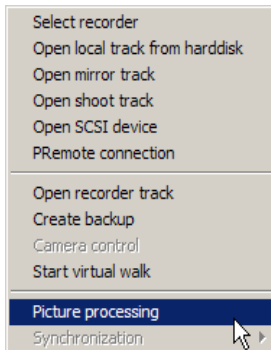 Select recorder
Open local track from harddisk
Open mirror track
Open shoot track
Open SCSI device
PRemote connection
Open recorder track
Create backup
Camera control
Start virtual walk
Picture processing
Synchronization